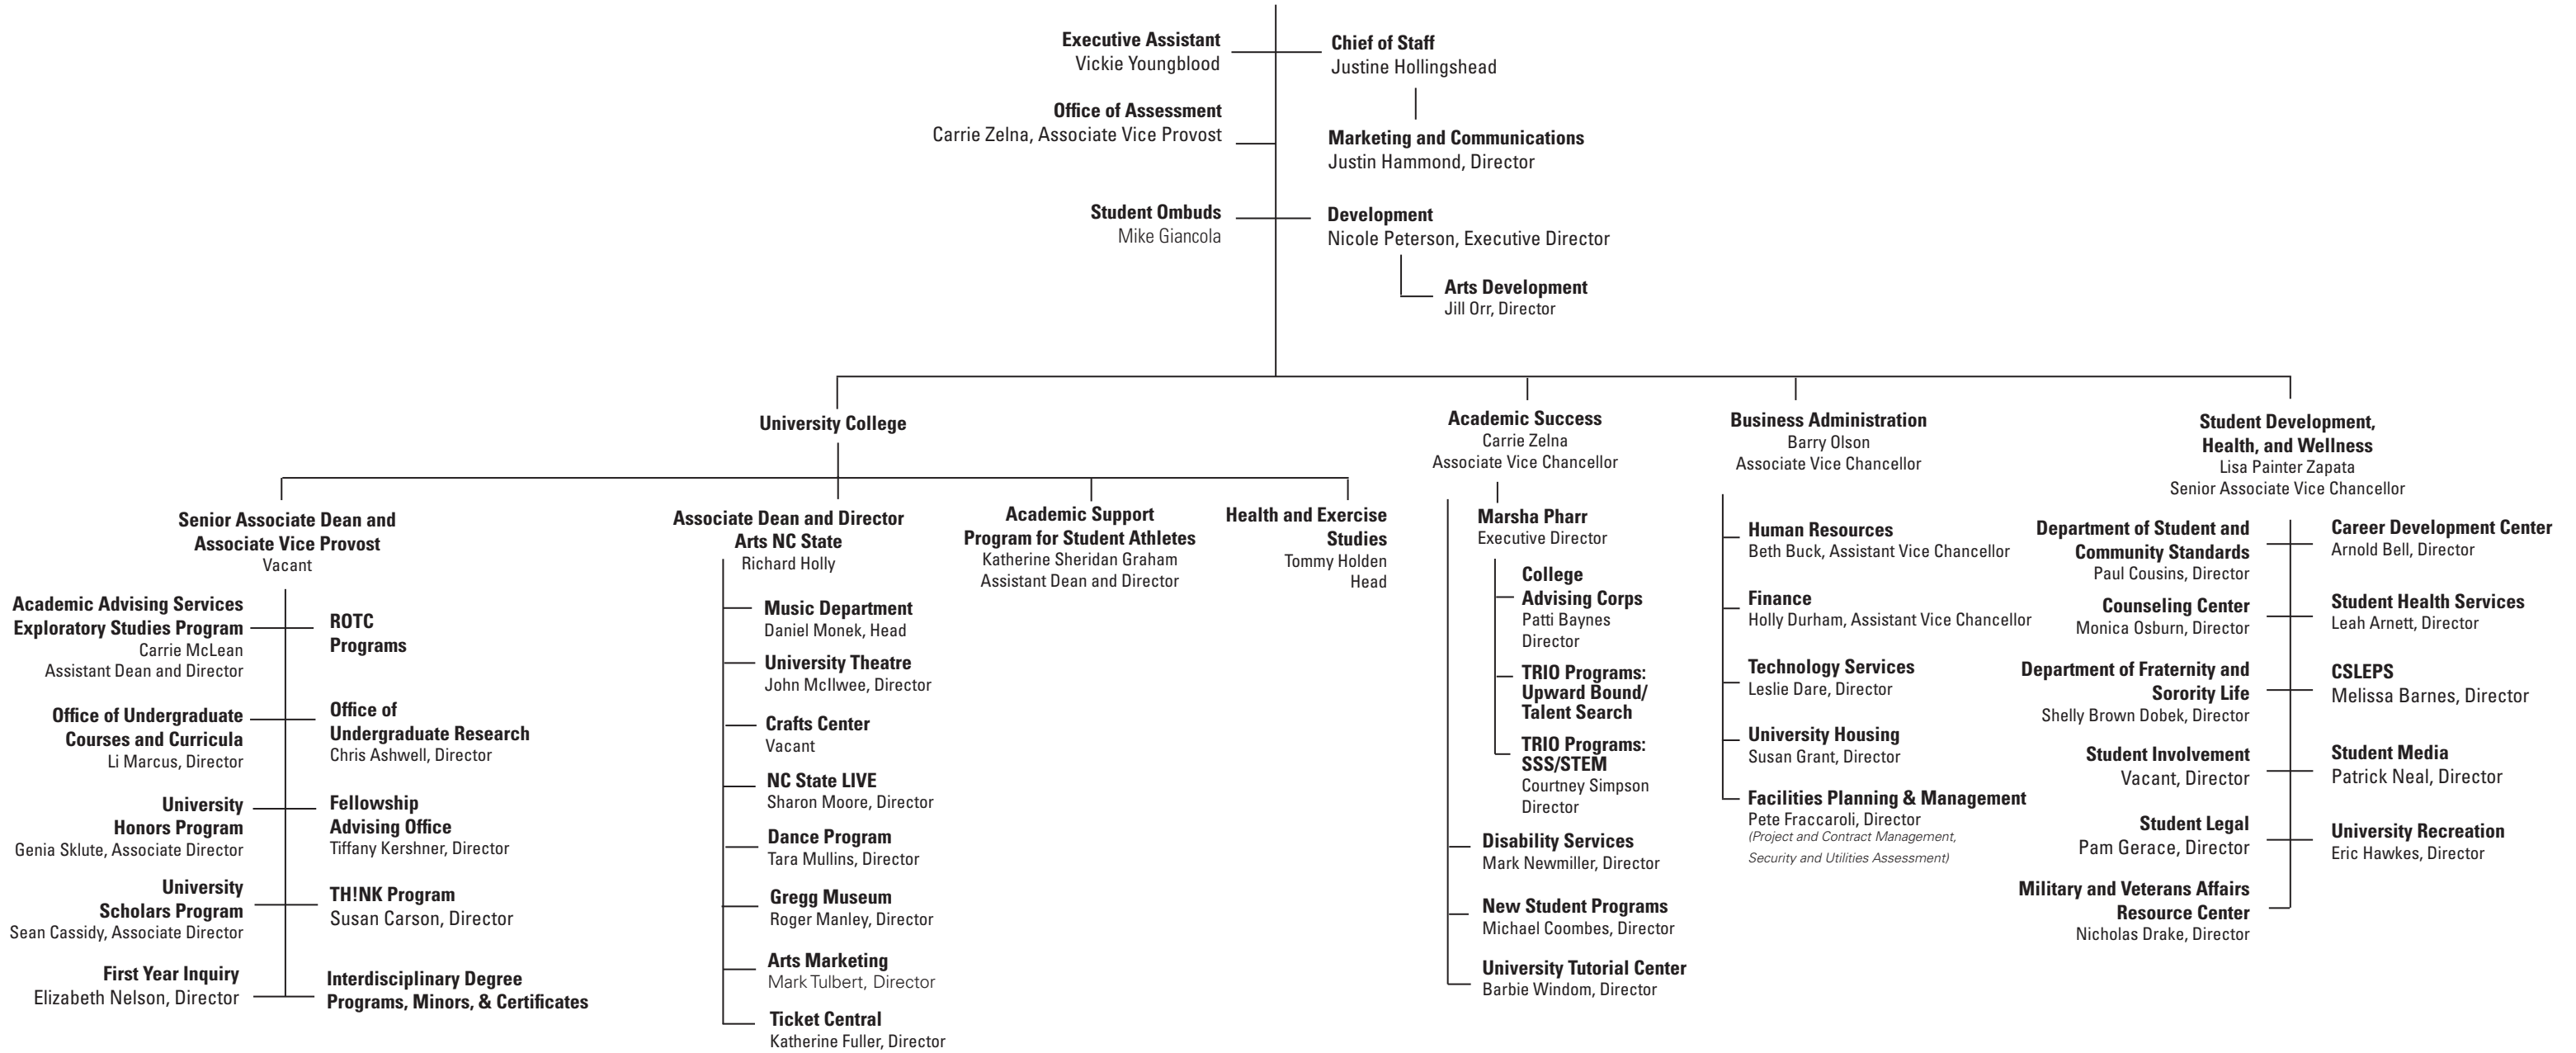 Executive Assistant
Vickie Youngblood
Chief of Staff
Justine Hollingshead
Office of Assessment
Carrie Zelna, Associate Vice Provost
Marketing and Communications
Justin Hammond, Director
Student Ombuds
Mike Giancola
Development
Nicole Peterson, Executive Director
Arts Development
Jill Orr, Director
University College
Senior Associate Dean and
Associate Vice Provost
Vacant
Academic Advising Services
Exploratory Studies Program
Carrie McLean
Assistant Dean and Director
ROTC
Programs
Office of Undergraduate
Courses and Curricula
Li Marcus, Director
Office of
Undergraduate Research
Chris Ashwell, Director
University
Honors Program
Genia Sklute, Associate Director
Fellowship
Advising Office
Tiffany Kershner, Director
University
Scholars Program
Sean Cassidy, Associate Director
TH!NK Program
Susan Carson, Director
First Year Inquiry
Elizabeth Nelson, Director
Interdisciplinary Degree
Programs, Minors, & Certificates
Associate Dean and Director
Arts NC State
Richard Holly
Music Department
Daniel Monek, Head
University Theatre
John McIlwee, Director
Crafts Center
Vacant
NC State LIVE
Sharon Moore, Director
Dance Program
Tara Mullins, Director
Gregg Museum
Roger Manley, Director
Arts Marketing
Mark Tulbert, Director
Ticket Central
Katherine Fuller, Director
Academic Support
Program for Student Athletes
Katherine Sheridan Graham
Assistant Dean and Director
Health and Exercise
Studies
Tommy Holden
Head
Academic Success
Carrie Zelna
Associate Vice Chancellor
Marsha Pharr
Executive Director
College
Advising Corps
Patti Baynes
Director
TRIO Programs:
Upward Bound/
Talent Search
TRIO Programs:
SSS/STEM
Courtney Simpson
Director
Disability Services
Mark Newmiller, Director
New Student Programs
Michael Coombes, Director
University Tutorial Center
Barbie Windom, Director
Business Administration
Barry Olson
Associate Vice Chancellor
Human Resources
Beth Buck, Assistant Vice Chancellor
Finance
Holly Durham, Assistant Vice Chancellor
Technology Services
Leslie Dare, Director
University Housing
Susan Grant, Director
Facilities Planning & Management
Pete Fraccaroli, Director
(Project and Contract Management,
Security and Utilities Assessment)
Student Development,
Health, and Wellness
Lisa Painter Zapata
Senior Associate Vice Chancellor
Department of Student and
Community Standards
Paul Cousins, Director
Career Development Center
Arnold Bell, Director
Counseling Center
Monica Osburn, Director
Student Health Services
Leah Arnett, Director
Department of Fraternity and
Sorority Life
Shelly Brown Dobek, Director
CSLEPS
Melissa Barnes, Director
Student Involvement
Vacant, Director
Student Media
Patrick Neal, Director
Student Legal
Pam Gerace, Director
University Recreation
Eric Hawkes, Director
Military and Veterans Affairs
Resource Center
Nicholas Drake, Director